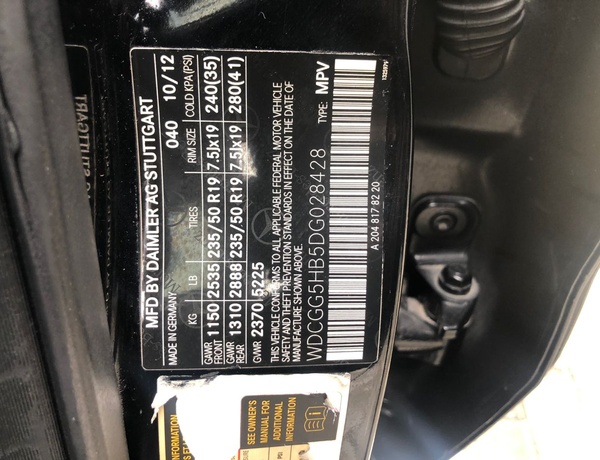 MFD BY DAIMLER AG STUTTGART
MADE IN GERMANY 040 10/12
KG LB TIRES RIM SIZE COLD KPA (PSI)
GAWR FRONT 1150 2535 235/50 R19 7.5Jx19 240(35)
GAWR REAR 1310 2888 235/50 R19 7.5Jx19 280(41)
GVWR 2370 5225
THIS VEHICLE CONFORMS TO ALL APPLICABLE FEDERAL MOTOR VEHICLE
SAFETY AND THEFT PREVENTION STANDARDS IN EFFECT ON THE DATE OF
MANUFACTURE SHOWN ABOVE.
WDCGG5HB5DG028428 TYPE: MPV
A 204 817 82 20
SEE OWNER'S
MANUAL FOR
ADDITIONAL
INFORMATION
INFORMATION